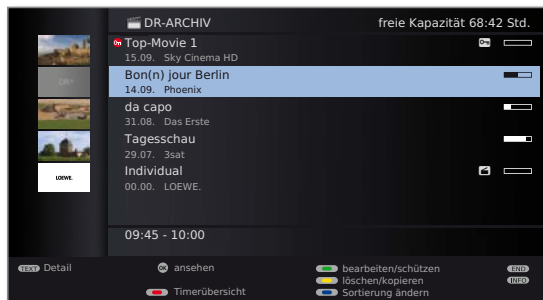 DR-ARCHIV freie Kapazität 68:42 Std.
Top-Movie 1
15.09. Sky Cinema HD
DR+
Bon(n) jour Berlin
14.09. Phoenix
da capo
31.08. Das Erste
Tagesschau
29.07. 3sat
LOEWE.
Individual
00.00. LOEWE.
09:45 - 10:00
TEXT Detail OK ansehen bearbeiten/schützen END
löschen/kopieren INFO
Timerübersicht Sortierung ändern